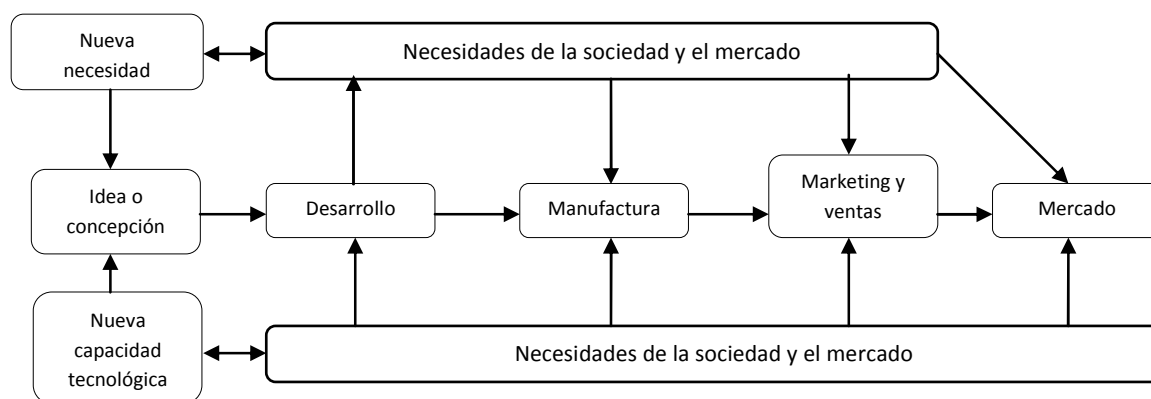 Nueva
necesidad
Necesidades de la sociedad y el mercado
Idea o
concepción
Desarrollo
Manufactura
Marketing y
ventas
Mercado
Nueva
capacidad
tecnológica
Necesidades de la sociedad y el mercado